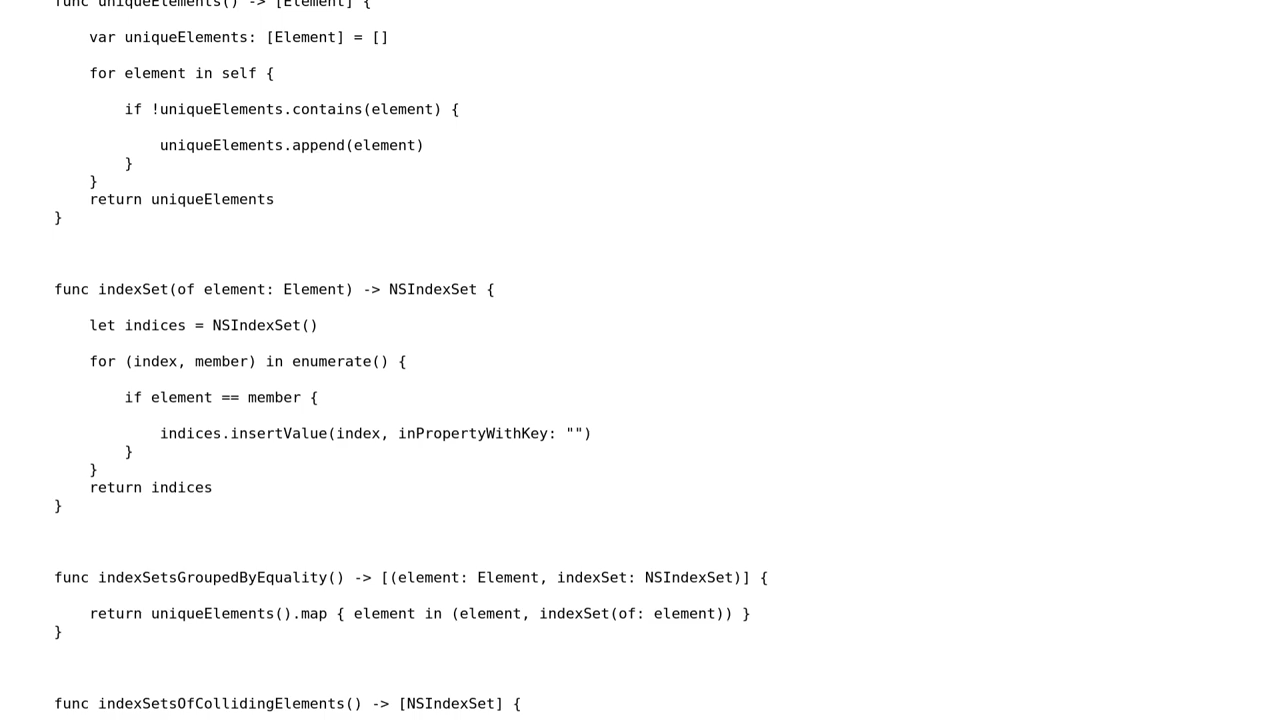 func uniqueElements() -> [Element] {
var uniqueElements: [Element] = []
for element in self {
if !uniqueElements.contains(element) {
uniqueElements.append(element)
}
}
return uniqueElements
}
func indexSet(of element: Element) -> NSIndexSet {
let indices = NSIndexSet()
for (index, member) in enumerate() {
if element == member {
indices.insertValue(index, inPropertyWithKey: "")
}
}
return indices
}
func indexSetsGroupedByEquality() -> [(element: Element, indexSet: NSIndexSet)] {
return uniqueElements().map { element in (element, indexSet(of: element)) }
}
func indexSetsOfCollidingElements() -> [NSIndexSet] {